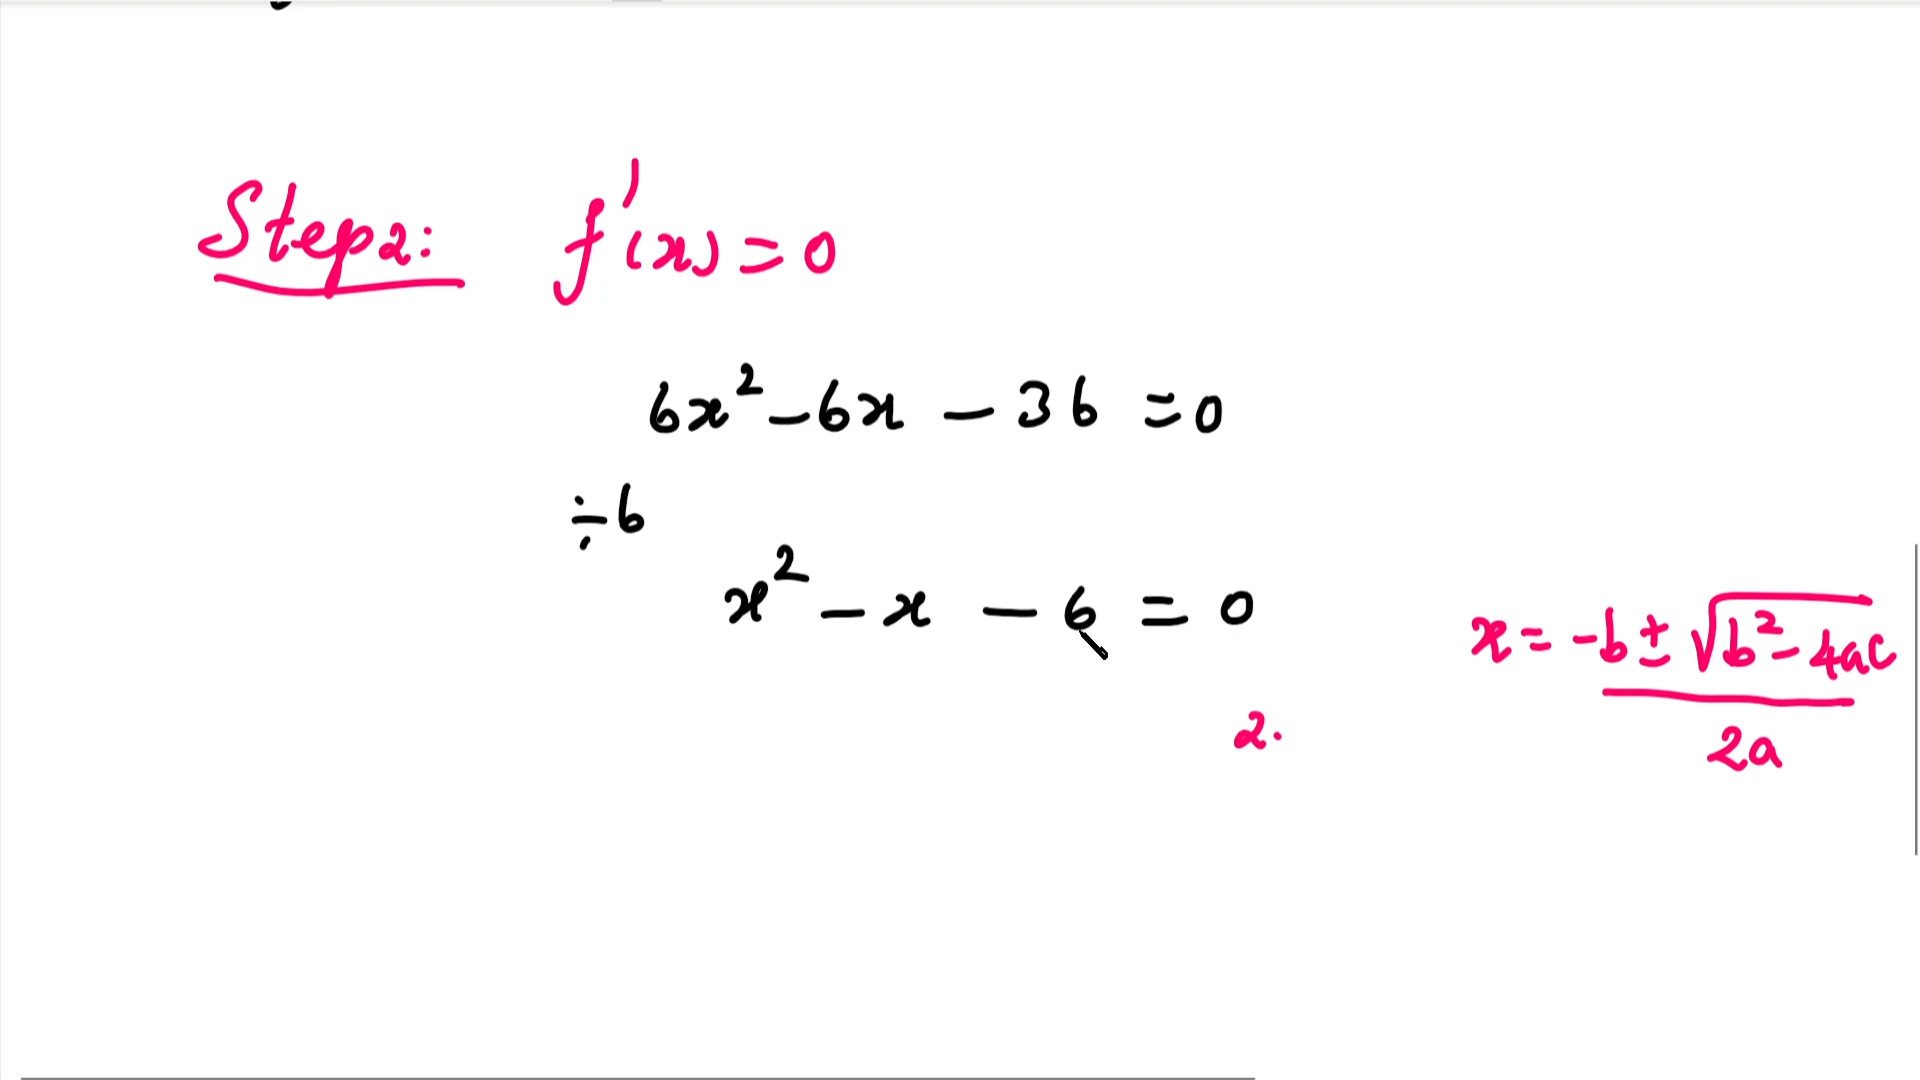 Step2: f'(x)=0
6x²-6x-36=0
÷6
x²-x-6=0
x=-b±√b²-4ac
2a
2.